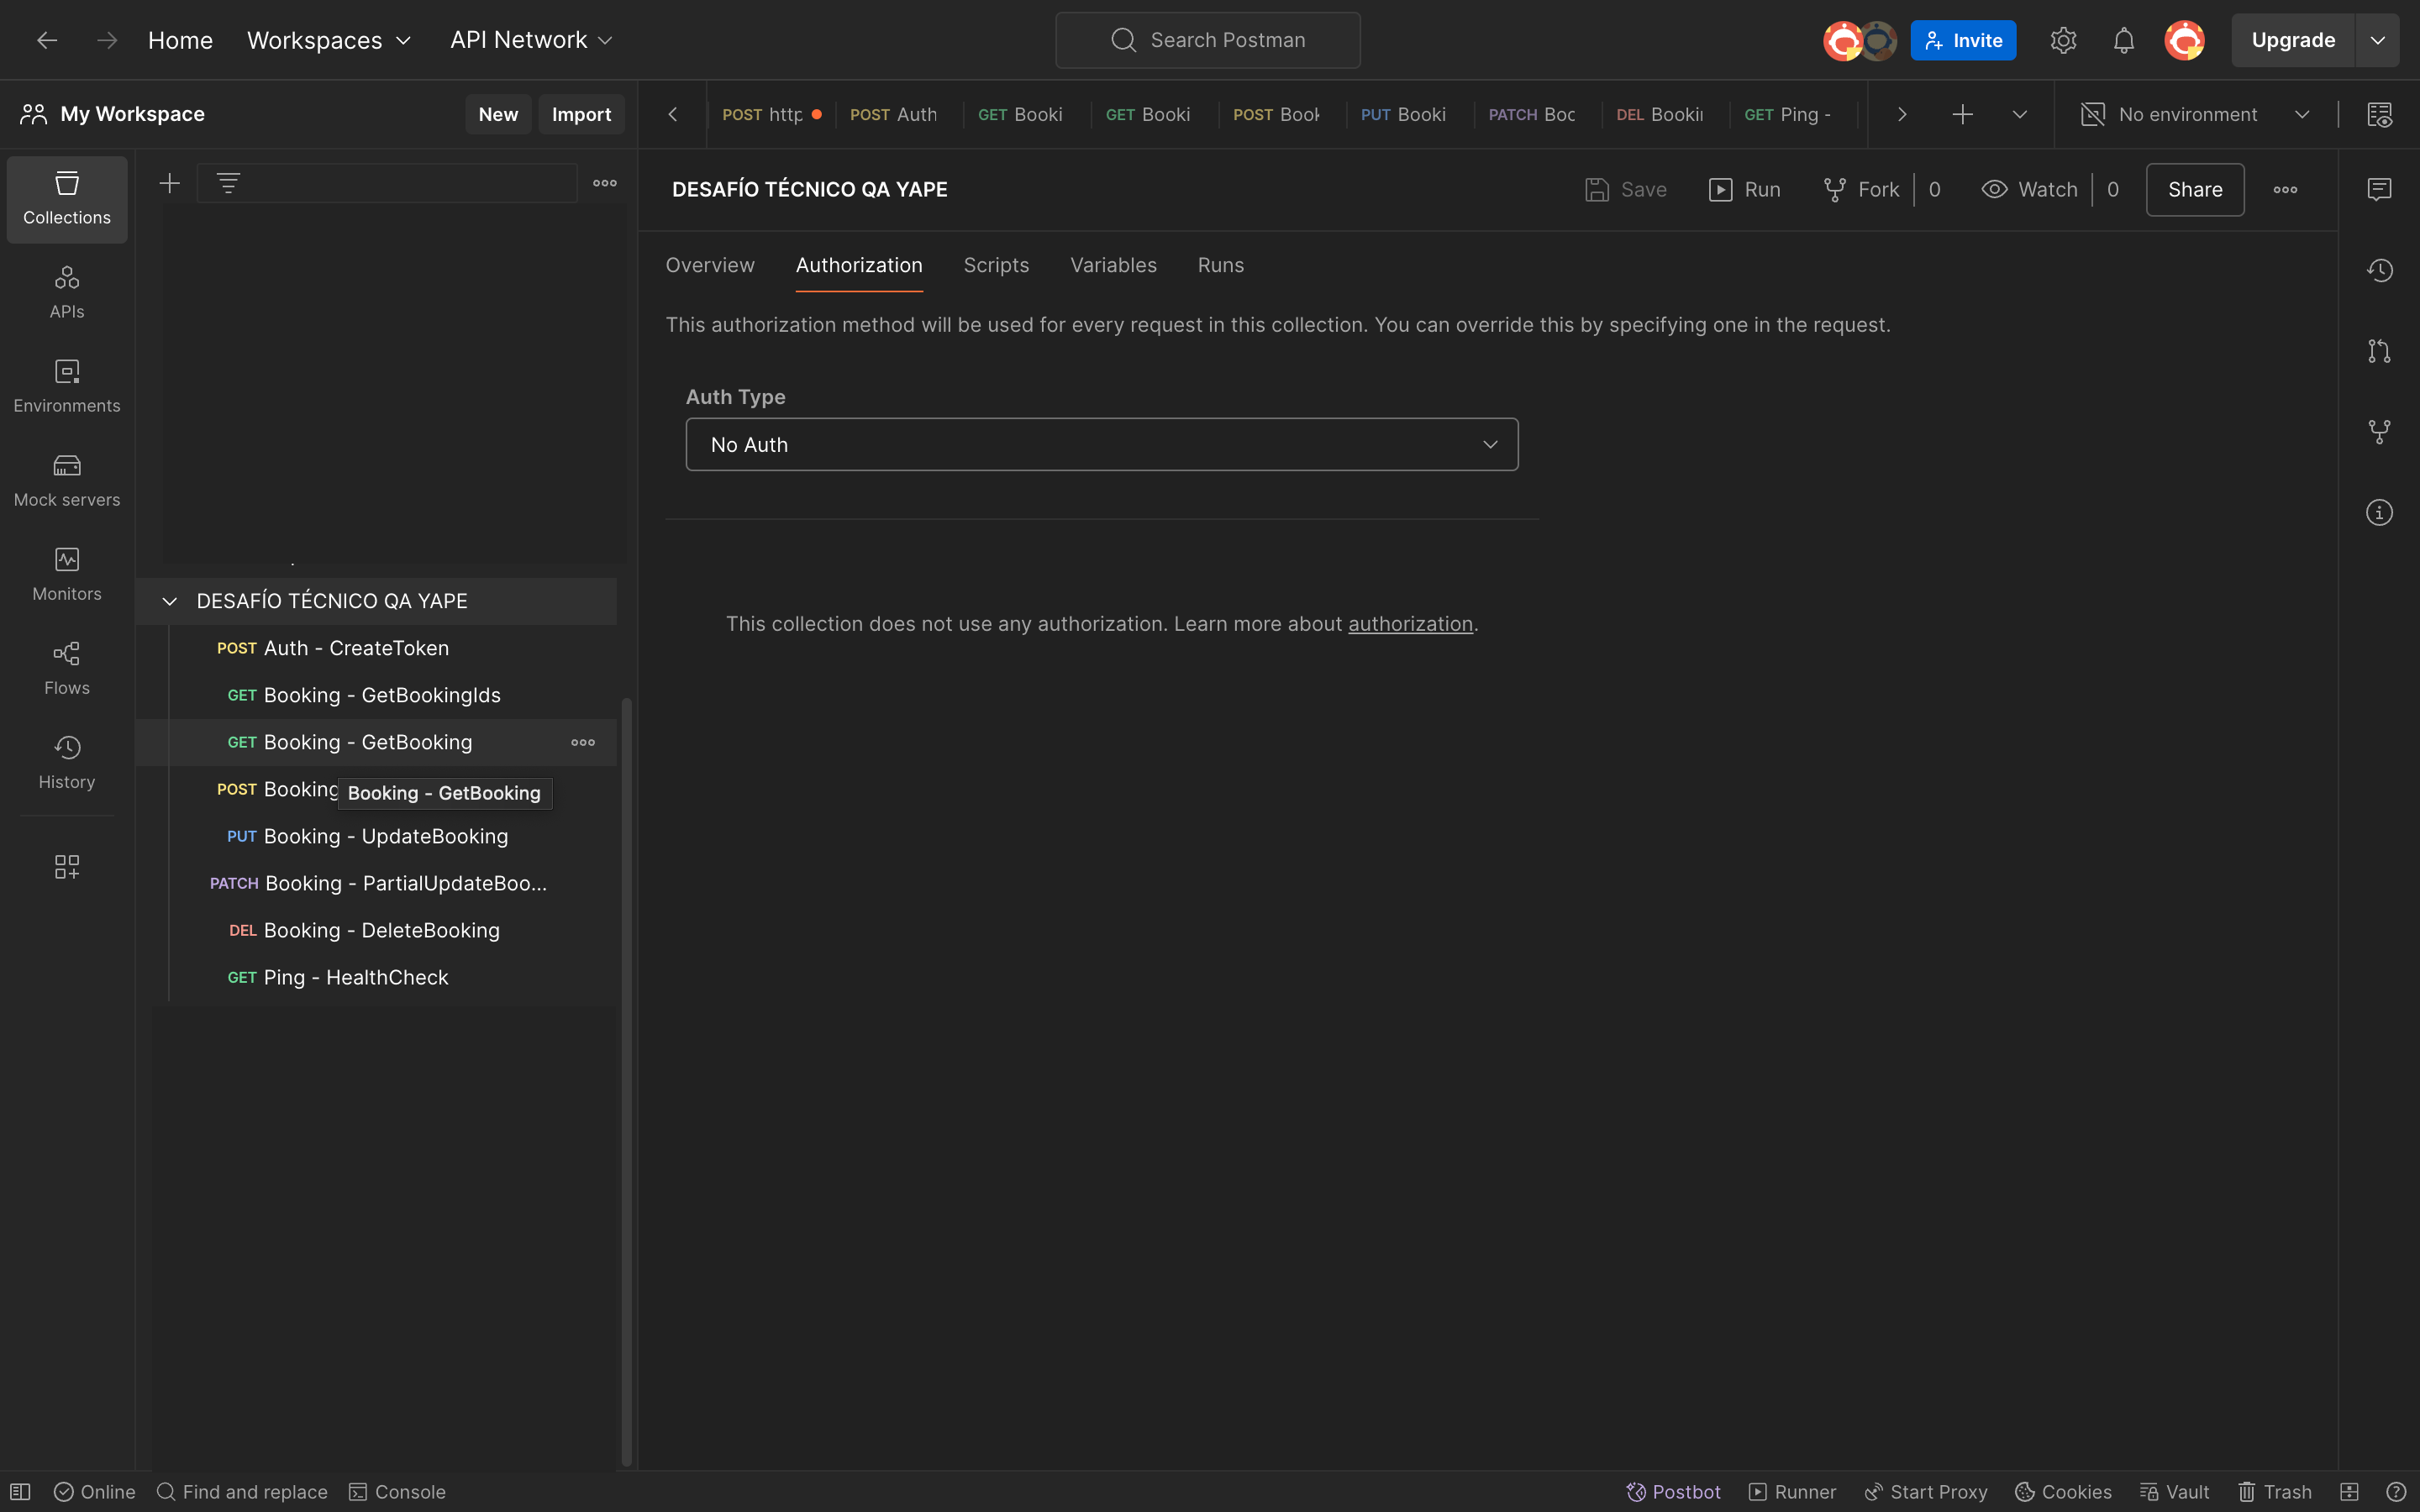 Home Workspaces API Network Search Postman Invite Upgrade
My Workspace New Import POST http POST Auth GET Booki GET Booki POST Book PUT Booki PATCH Boc DEL Bookin GET Ping - No environment
Collections
APIs
Environments
Mock servers
Monitors
Flows
History
DESAFÍO TÉCNICO QA YAPE
POST Auth - CreateToken
GET Booking - GetBookingIds
GET Booking - GetBooking
POST Booking
Booking - GetBooking
PUT Booking - UpdateBooking
PATCH Booking - PartialUpdateBoo...
DEL Booking - DeleteBooking
GET Ping - HealthCheck
DESAFÍO TÉCNICO QA YAPE Save Run Fork 0 Watch 0 Share
Overview Authorization Scripts Variables Runs
This authorization method will be used for every request in this collection. You can override this by specifying one in the request.
Auth Type
No Auth
This collection does not use any authorization. Learn more about authorization.
Online Find and replace Console Postbot Runner Start Proxy Cookies Vault Trash